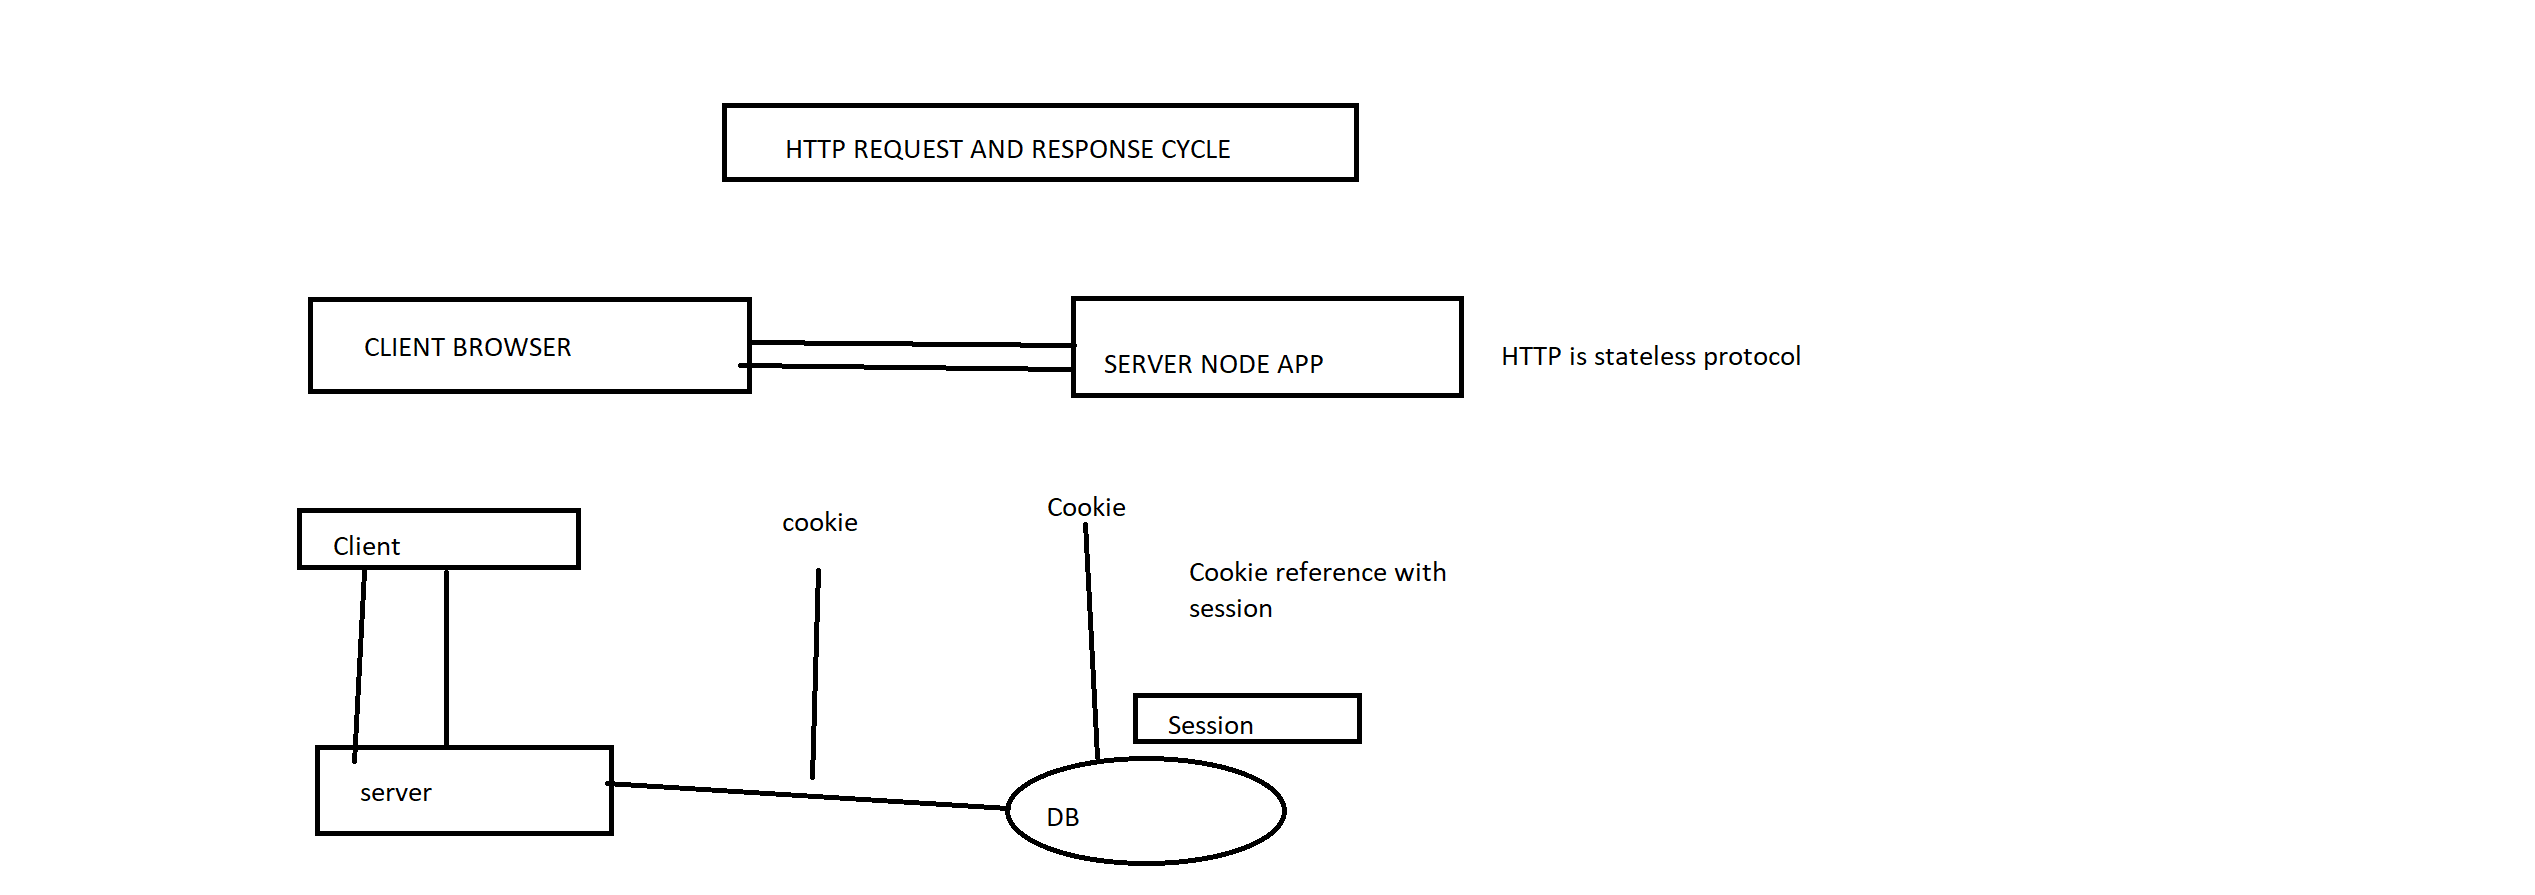 HTTP REQUEST AND RESPONSE CYCLE
CLIENT BROWSER
SERVER NODE APP
HTTP is stateless protocol
Client
cookie
Cookie
Cookie reference with
session
Session
server
DB